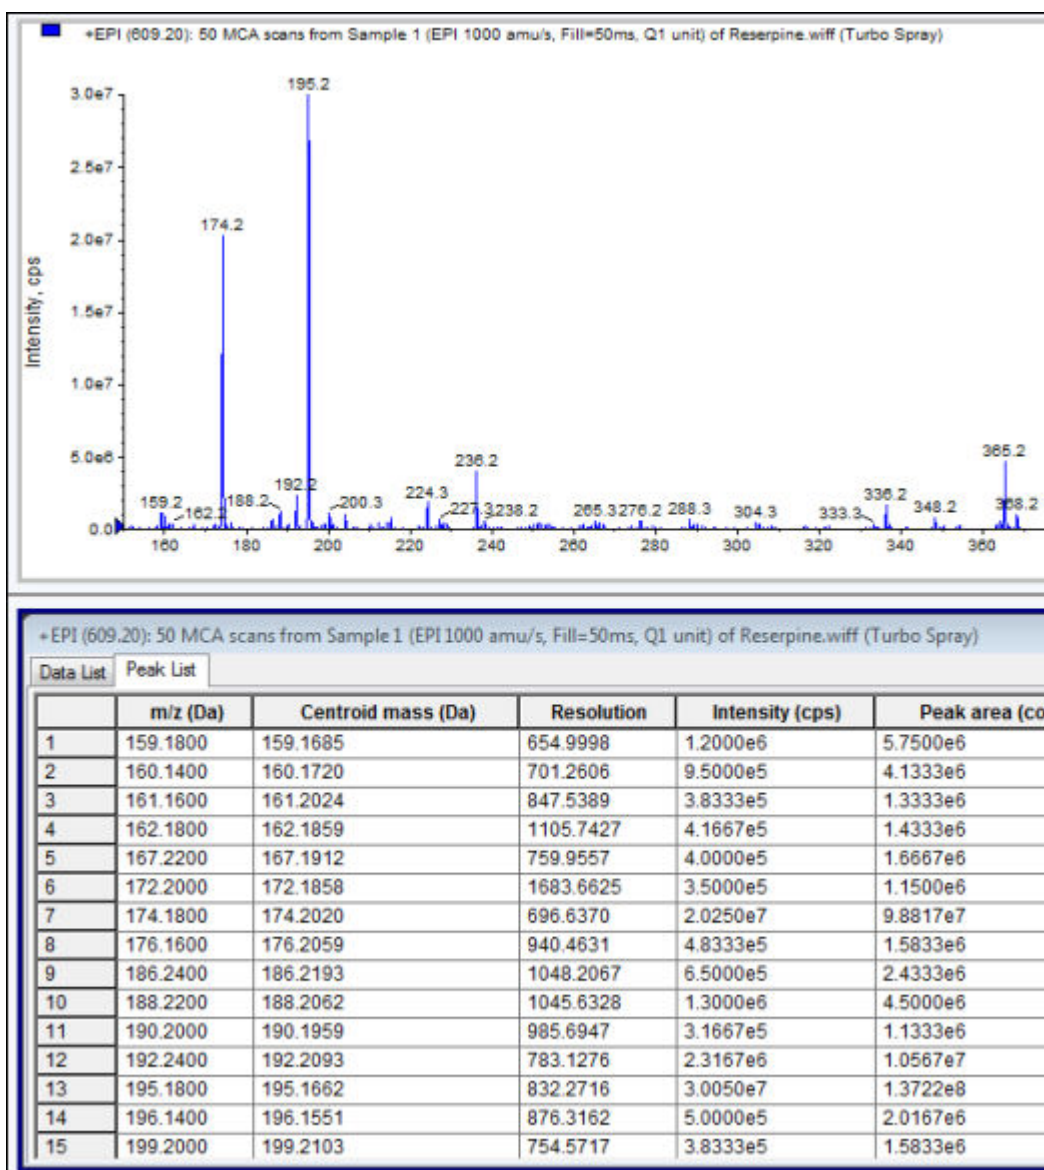 +EPI (609.20): 50 MCA scans from Sample 1 (EPI 1000 amu/s, Fill=50ms, Q1 unit) of Reserpine.wiff (Turbo Spray)
195.2
3.0e7
2.5e7
174.2
2.0e7
Intensity, cps
1.5e7
1.0e7
5.0e6
236.2
365.2
159.2
162.2
188.2
192.2
200.3
224.3
227.3
238.2
265.3
276.2
288.3
304.3
333.3
336.2
348.2
368.2
0.0
160 180 200 220 240 260 280 300 320 340 360
+EPI (609.20): 50 MCA scans from Sample 1 (EPI 1000 amu/s, Fill=50ms, Q1 unit) of Reserpine.wiff (Turbo Spray)
Data List Peak List
m/z (Da) Centroid mass (Da) Resolution Intensity (cps) Peak area (co
1 159.1800 159.1685 654.9998 1.2000e6 5.7500e6
2 160.1400 160.1720 701.2606 9.5000e5 4.1333e6
3 161.1600 161.2024 847.5389 3.8333e5 1.3333e6
4 162.1800 162.1859 1105.7427 4.1667e5 1.4333e6
5 167.2200 167.1912 759.9557 4.0000e5 1.6667e6
6 172.2000 172.1858 1683.6625 3.5000e5 1.1500e6
7 174.1800 174.2020 696.6370 2.0250e7 9.8817e7
8 176.1600 176.2059 940.4631 4.8333e5 1.5833e6
9 186.2400 186.2193 1048.2067 6.5000e5 2.4333e6
10 188.2200 188.2062 1045.6328 1.3000e6 4.5000e6
11 190.2000 190.1959 985.6947 3.1667e5 1.1333e6
12 192.2400 192.2093 783.1276 2.3167e6 1.0567e7
13 195.1800 195.1662 832.2716 3.0050e7 1.3722e8
14 196.1400 196.1551 876.3162 5.0000e5 2.0167e6
15 199.2000 199.2103 754.5717 3.8333e5 1.5833e6